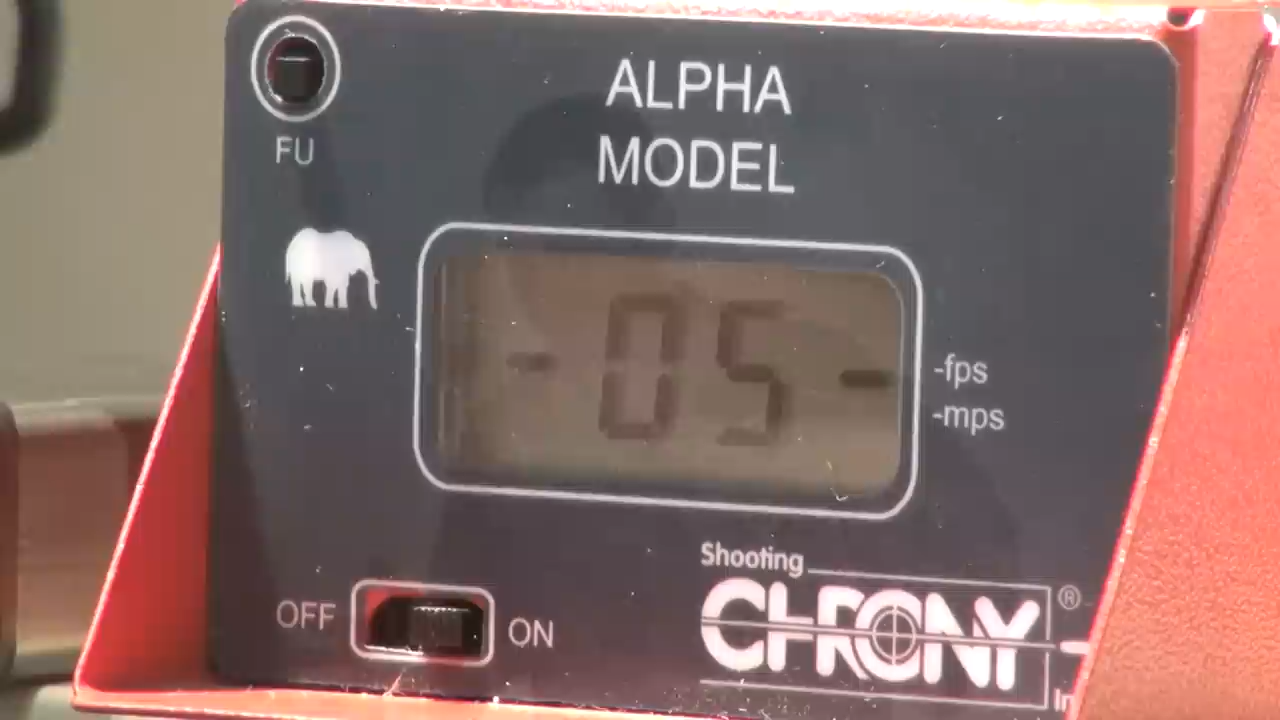 ALPHA
MODEL
FU
- 05 -
-fps
-mps
Shooting
CHRONY ®
OFF ON